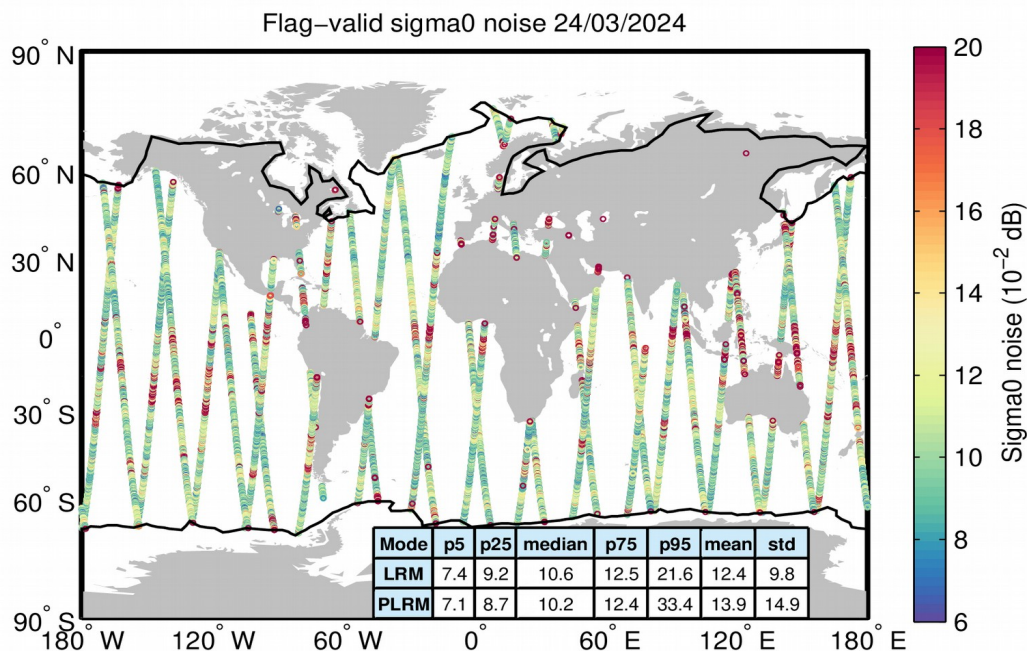 Flag−valid sigma0 noise 24/03/2024
90° N
60° N
30° N
0°
30° S
60° S
90° S
180° W
120° W
60° W
0°
60° E
120° E
180° E
20
18
16
14
12
10
8
6
Sigma0 noise (10⁻² dB)
Mode p5 p25 median p75 p95 mean std
LRM 7.4 9.2 10.6 12.5 21.6 12.4 9.8
PLRM 7.1 8.7 10.2 12.4 33.4 13.9 14.9